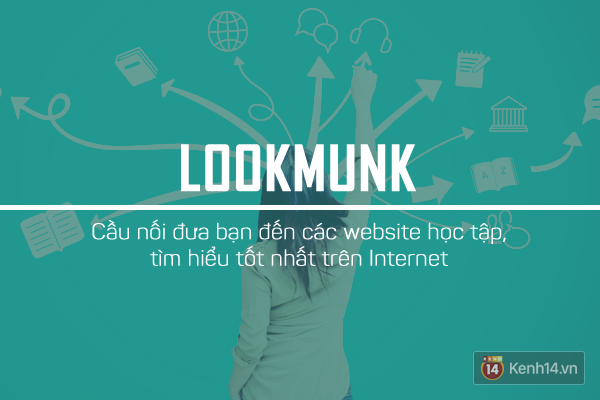 LOOKMUNK
Cầu nối đưa bạn đến các website học tập,
tìm hiểu tốt nhất trên Internet
14 Kenh14.vn